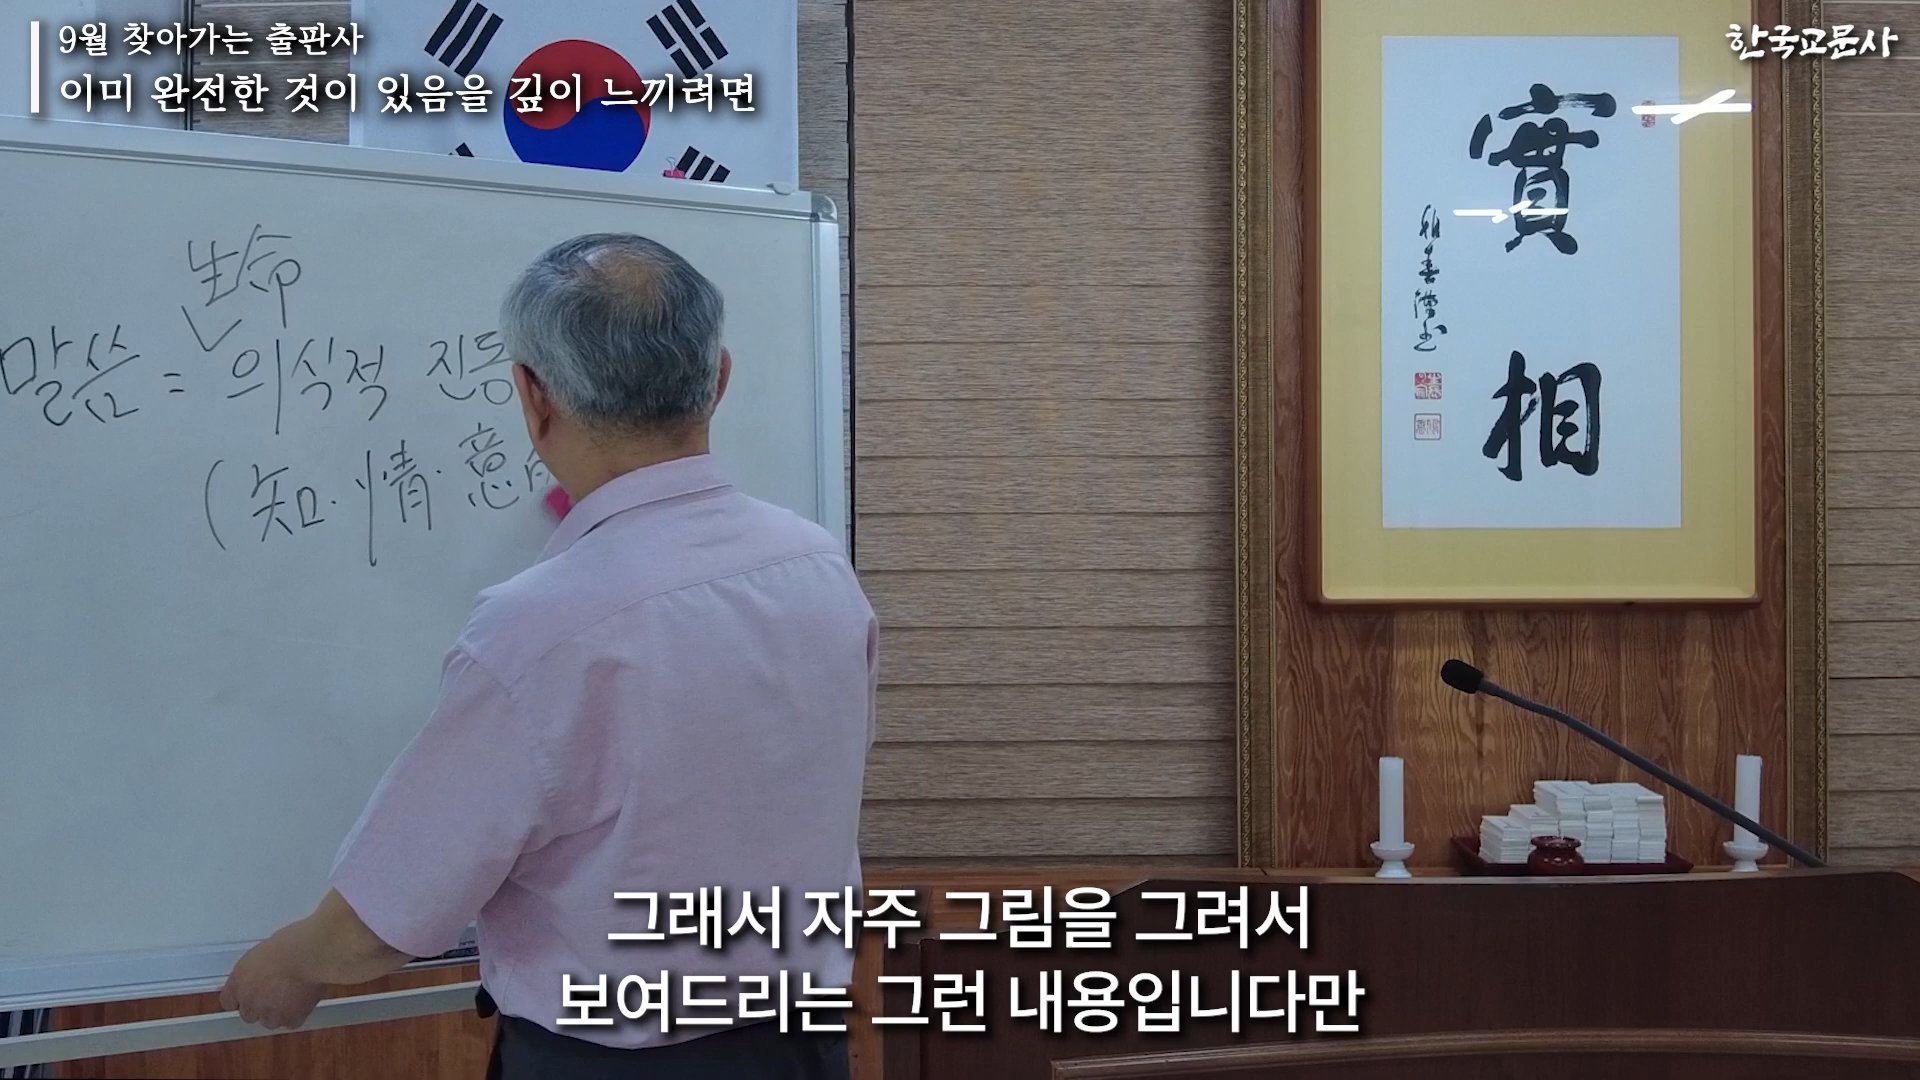 9월 찾아가는 출판사
이미 완전한 것이 있음을 깊이 느끼려면
한국교문사
生命
말씀 = 의식적 진동
(知·情·意的
實
相
그래서 자주 그림을 그려서
보여드리는 그런 내용입니다만